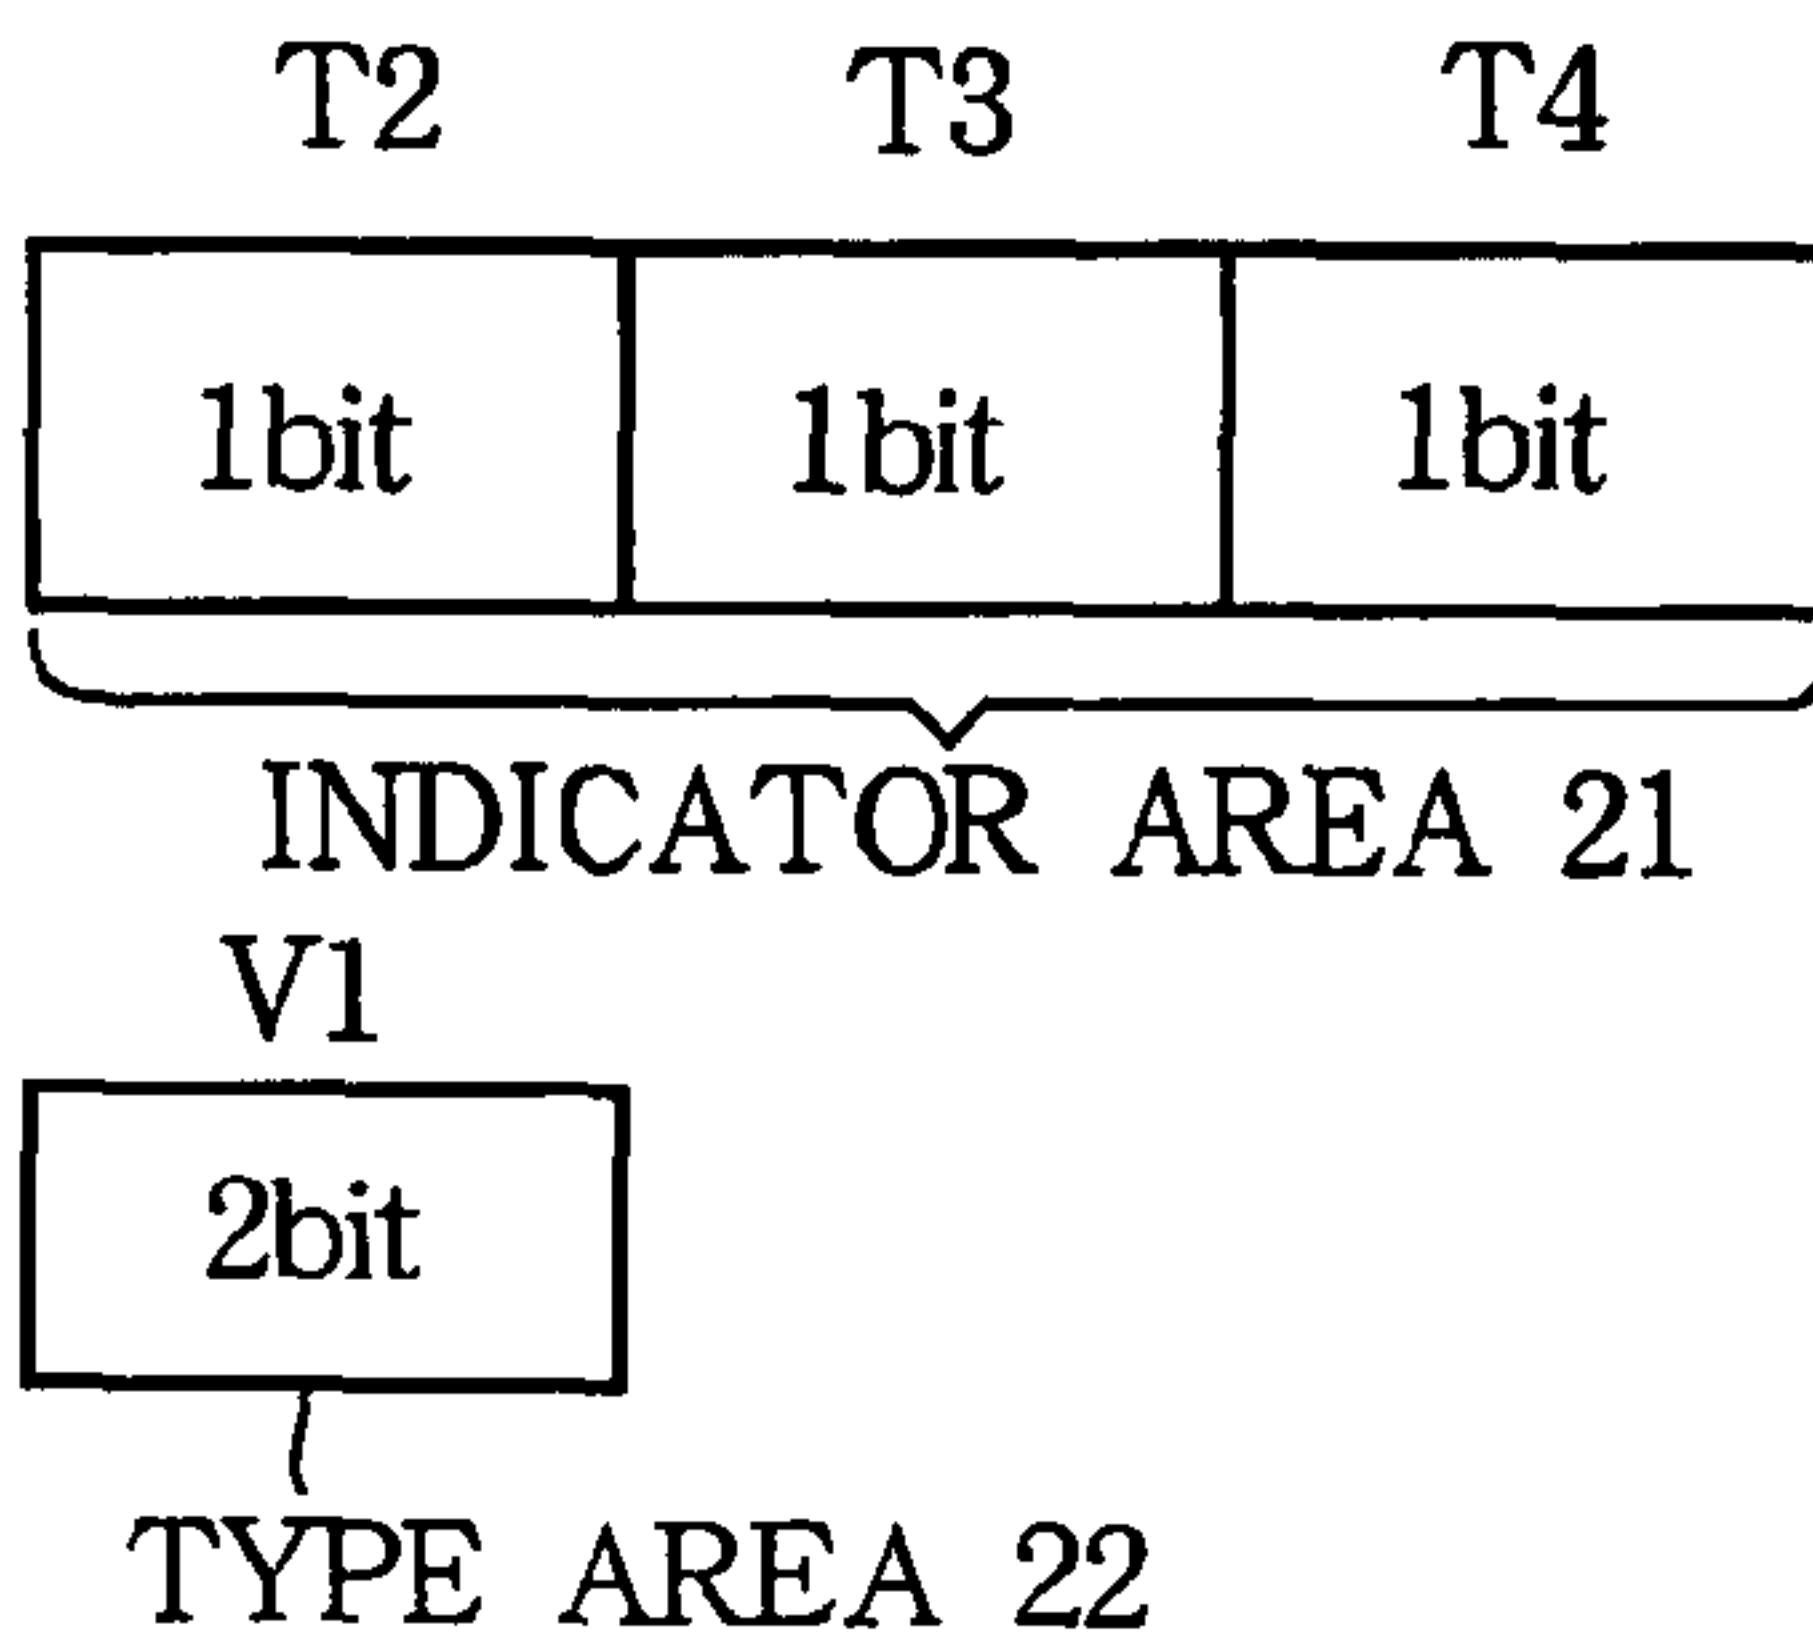 T2 T3 T4
1bit 1bit 1bit
INDICATOR AREA 21
V1
2bit
TYPE AREA 22